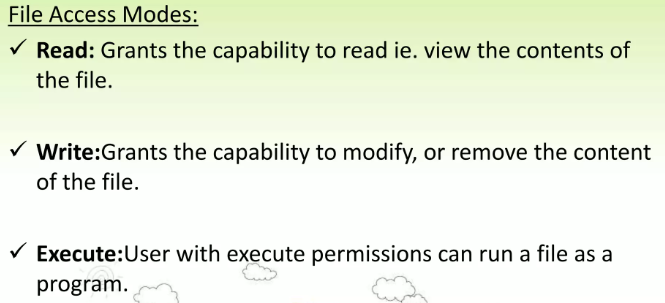 File Access Modes:
✓ Read: Grants the capability to read ie. view the contents of
the file.
✓ Write:Grants the capability to modify, or remove the content
of the file.
✓ Execute:User with execute permissions can run a file as a
program.